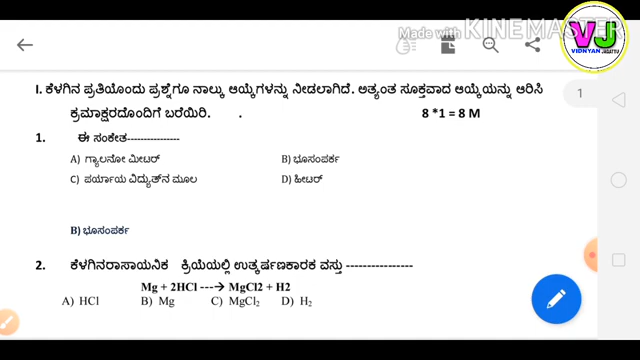 Made with KINEMASTER
VJ
VIDNYAN JAGATTU
1
I. ಕೆಳಗಿನ ಪ್ರತಿಯೊಂದು ಪ್ರಶ್ನೆಗೂ ನಾಲ್ಕು ಆಯ್ಕೆಗಳನ್ನು ನೀಡಲಾಗಿದೆ. ಅತ್ಯಂತ ಸೂಕ್ತವಾದ ಆಯ್ಕೆಯನ್ನು ಆರಿಸಿ
ಕ್ರಮಾಕ್ಷರದೊಂದಿಗೆ ಬರೆಯಿರಿ. . 8 *1 = 8 M
1. ಈ ಸಂಕೇತ----------------
A) ಗ್ಯಾಲನೋ ಮೀಟರ್ B) ಭೂಸಂಪರ್ಕ
C) ಪರ್ಯಾಯ ವಿದ್ಯುತ್‌ನ ಮೂಲ D) ಹೀಟರ್
B) ಭೂಸಂಪರ್ಕ
2. ಕೆಳಗಿನರಾಸಾಯನಿಕ ಕ್ರಿಯೆಯಲ್ಲಿ ಉತ್ಕರ್ಷಣಕಾರಕ ವಸ್ತು----------------
Mg + 2HCl ---→ MgCl2 + H2
A) HCl B) Mg C) MgCl₂ D) H₂